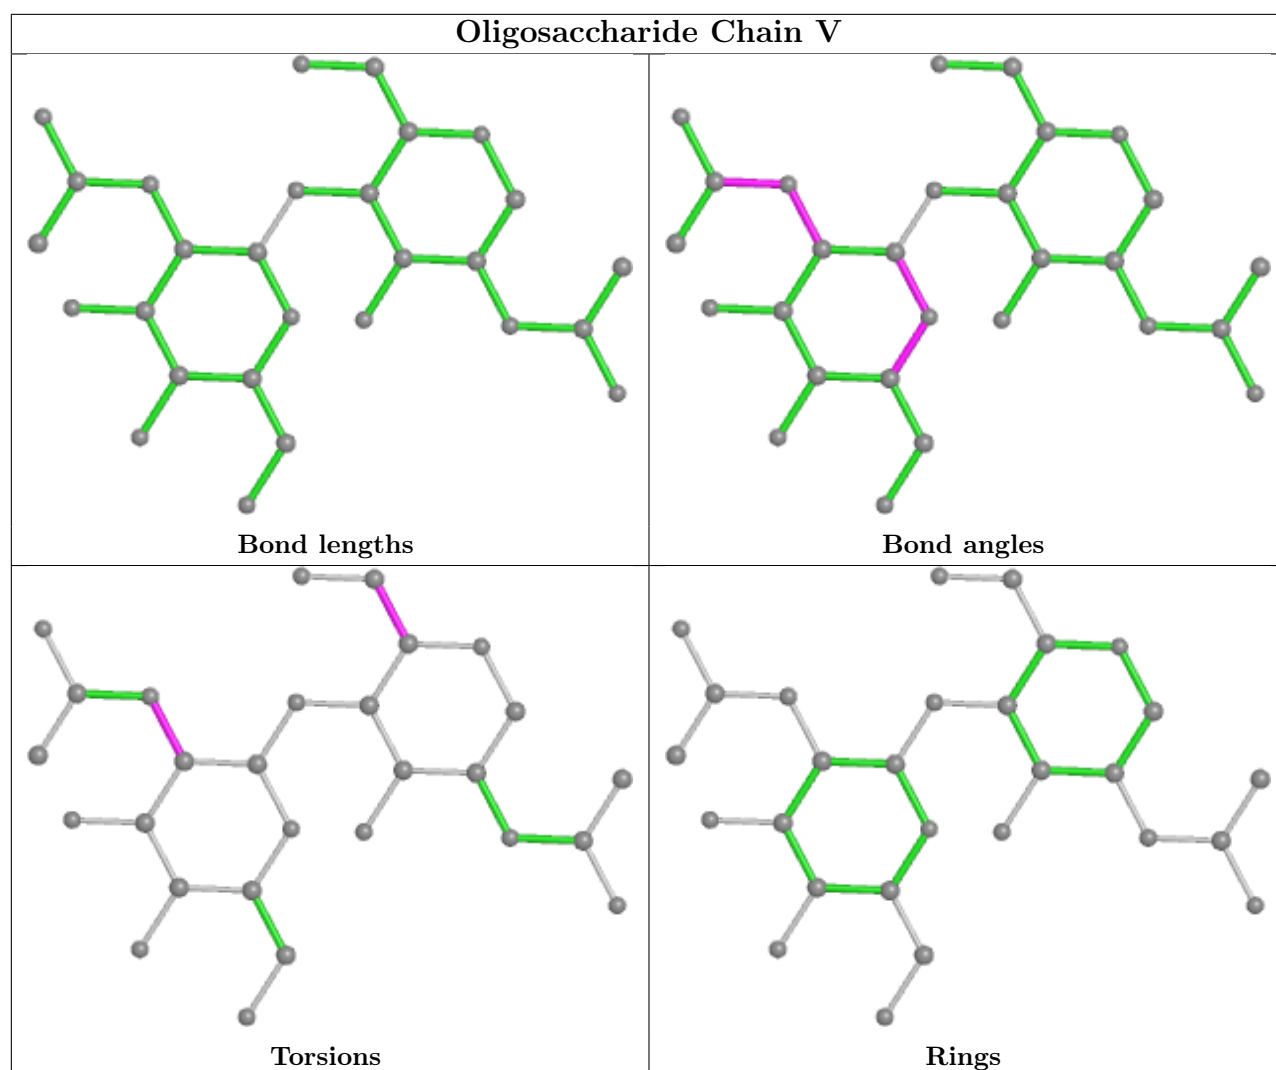 Oligosaccharide Chain V
Bond lengths
Bond angles
Torsions
Rings